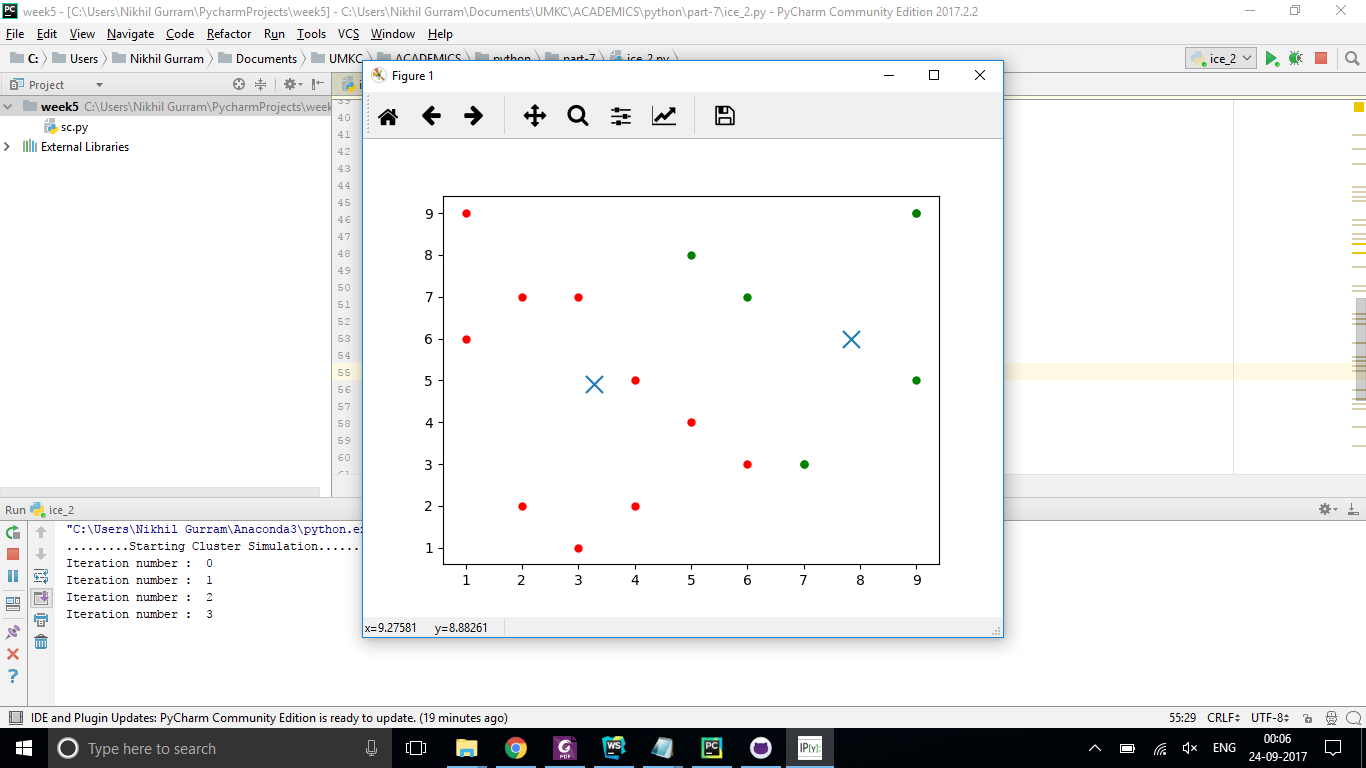 week5 - [C:\Users\Nikhil Gurram\PycharmProjects\week5] - C:\Users\Nikhil Gurram\Documents\UMKC\ACADEMICS\python\part-7\ice_2.py - PyCharm Community Edition 2017.2.2
File Edit View Navigate Code Refactor Run Tools VCS Window Help
C: Users Nikhil Gurram Documents UMKC ACADEMICS python part-7 ice_2.py ice_2
Figure 1
Project
week5 C:\Users\Nikhil Gurram\PycharmProjects\week
sc.py
External Libraries
39
40
41
42
43
44
45
46
47
48
49
50
51
52
53
54
55
56
57
58
59
60
61
9
8
7
6
5
4
3
2
1
1 2 3 4 5 6 7 8 9
x=9.27581 y=8.88261
Run ice_2
"C:\Users\Nikhil Gurram\Anaconda3\python.ex
.........Starting Cluster Simulation......
Iteration number : 0
Iteration number : 1
Iteration number : 2
Iteration number : 3
IDE and Plugin Updates: PyCharm Community Edition is ready to update. (19 minutes ago)
55:29 CRLF UTF-8
Type here to search
PDF
WS
PC
IP[y]:
ENG
00:06
24-09-2017